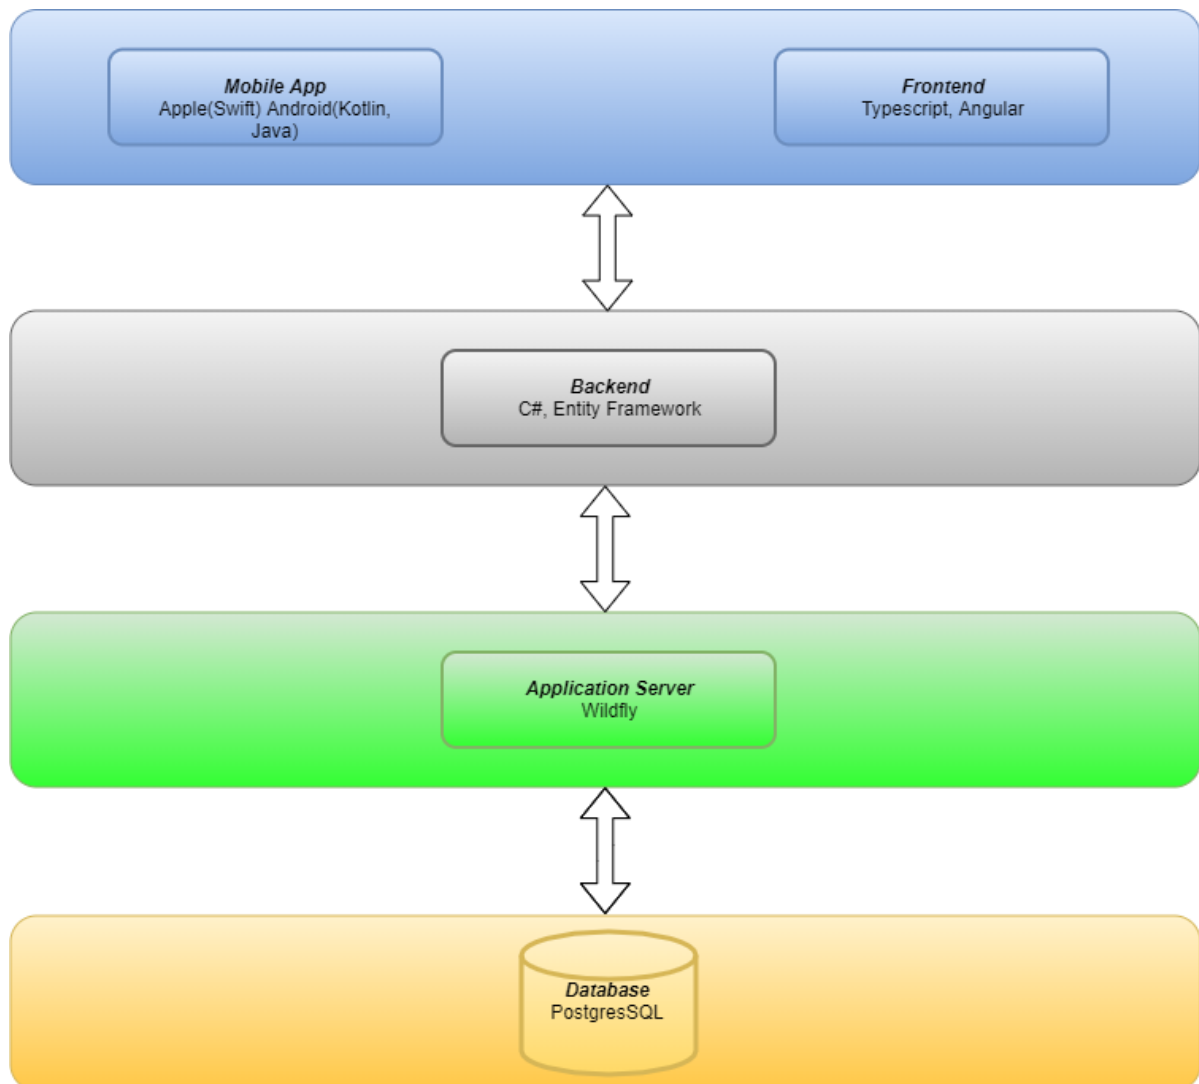 Mobile App
Apple(Swift) Android(Kotlin,
Java)
Frontend
Typescript, Angular
Backend
C#, Entity Framework
Application Server
Wildfly
Database
PostgresSQL